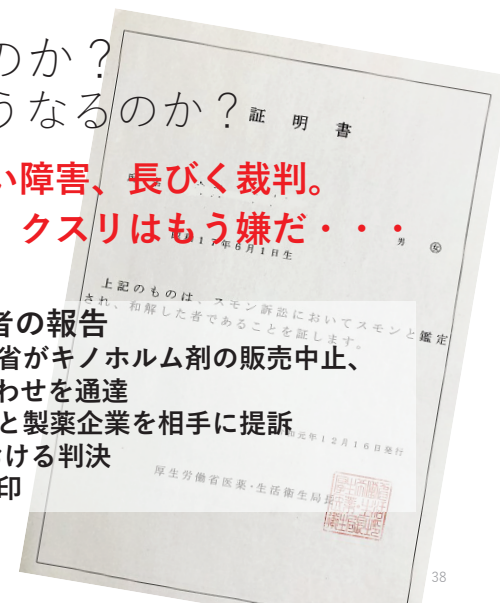 のか？
うなるのか？
証明書
い障害、長びく裁判。
クスリはもう嫌だ・・・
男 女
17年6月1日生
上記のものは、スモン訴訟においてスモンと鑑定
され、和解した者であることを証します。
者の報告
省がキノホルム剤の販売中止、
わせを通達
と製薬企業を相手に提訴
元年12月16日発行
ける判決
印
厚生労働省医薬・生活衛生局長
38